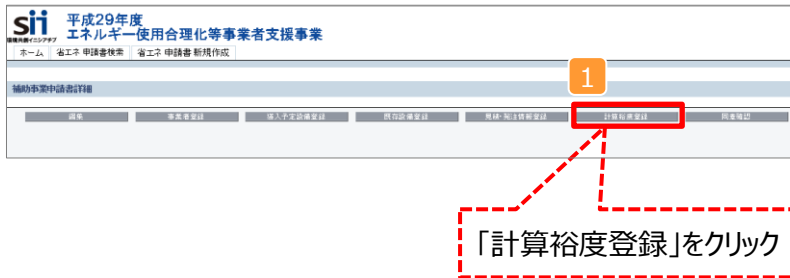 Sii 平成29年度
環境共創イニシアチブ エネルギー使用合理化等事業者支援事業
ホーム 省エネ 申請書検索 省エネ 申請書 新規作成
1
補助事業申請書詳細
編集 事業者登録 導入予定設備登録 既存設備登録 見積・発注情報登録 計算裕度登録 同意確認
「計算裕度登録」をクリック